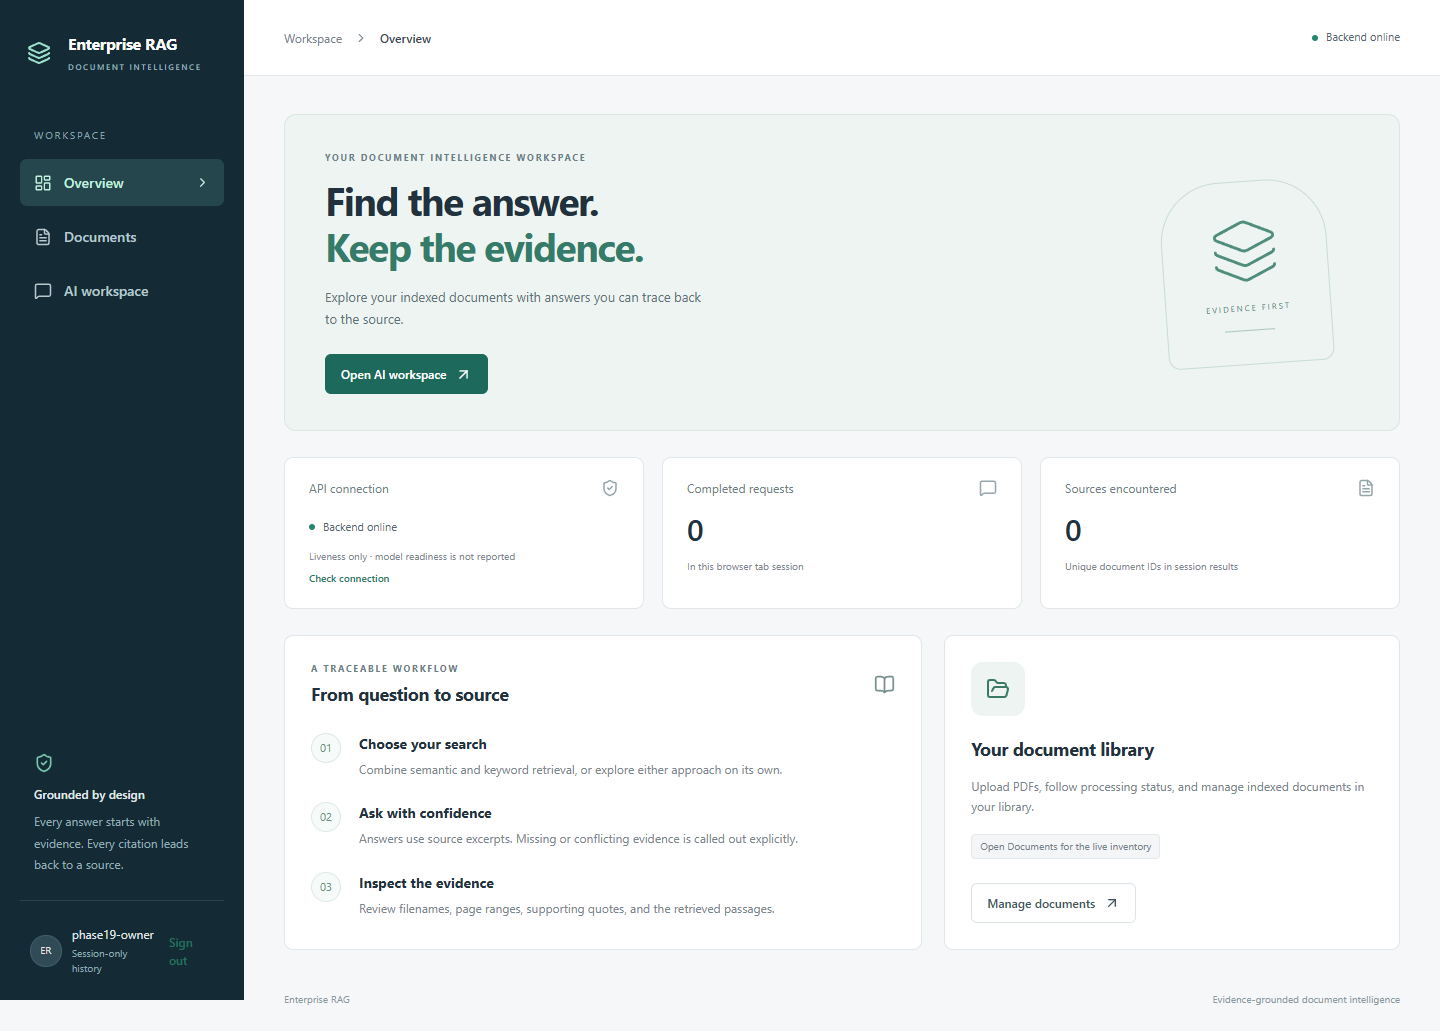 Enterprise RAG
DOCUMENT INTELLIGENCE
WORKSPACE
Overview
Documents
AI workspace
Grounded by design
Every answer starts with
evidence. Every citation leads
back to a source.
ER
phase19-owner
Session-only
history
Sign
out
Workspace
Overview
Backend online
YOUR DOCUMENT INTELLIGENCE WORKSPACE
Find the answer.
Keep the evidence.
Explore your indexed documents with answers you can trace back
to the source.
Open AI workspace
EVIDENCE FIRST
API connection
Backend online
Liveness only · model readiness is not reported
Check connection
Completed requests
0
In this browser tab session
Sources encountered
0
Unique document IDs in session results
A TRACEABLE WORKFLOW
From question to source
01
Choose your search
Combine semantic and keyword retrieval, or explore either approach on its own.
02
Ask with confidence
Answers use source excerpts. Missing or conflicting evidence is called out explicitly.
03
Inspect the evidence
Review filenames, page ranges, supporting quotes, and the retrieved passages.
Your document library
Upload PDFs, follow processing status, and manage indexed documents in
your library.
Open Documents for the live inventory
Manage documents
Enterprise RAG
Evidence-grounded document intelligence